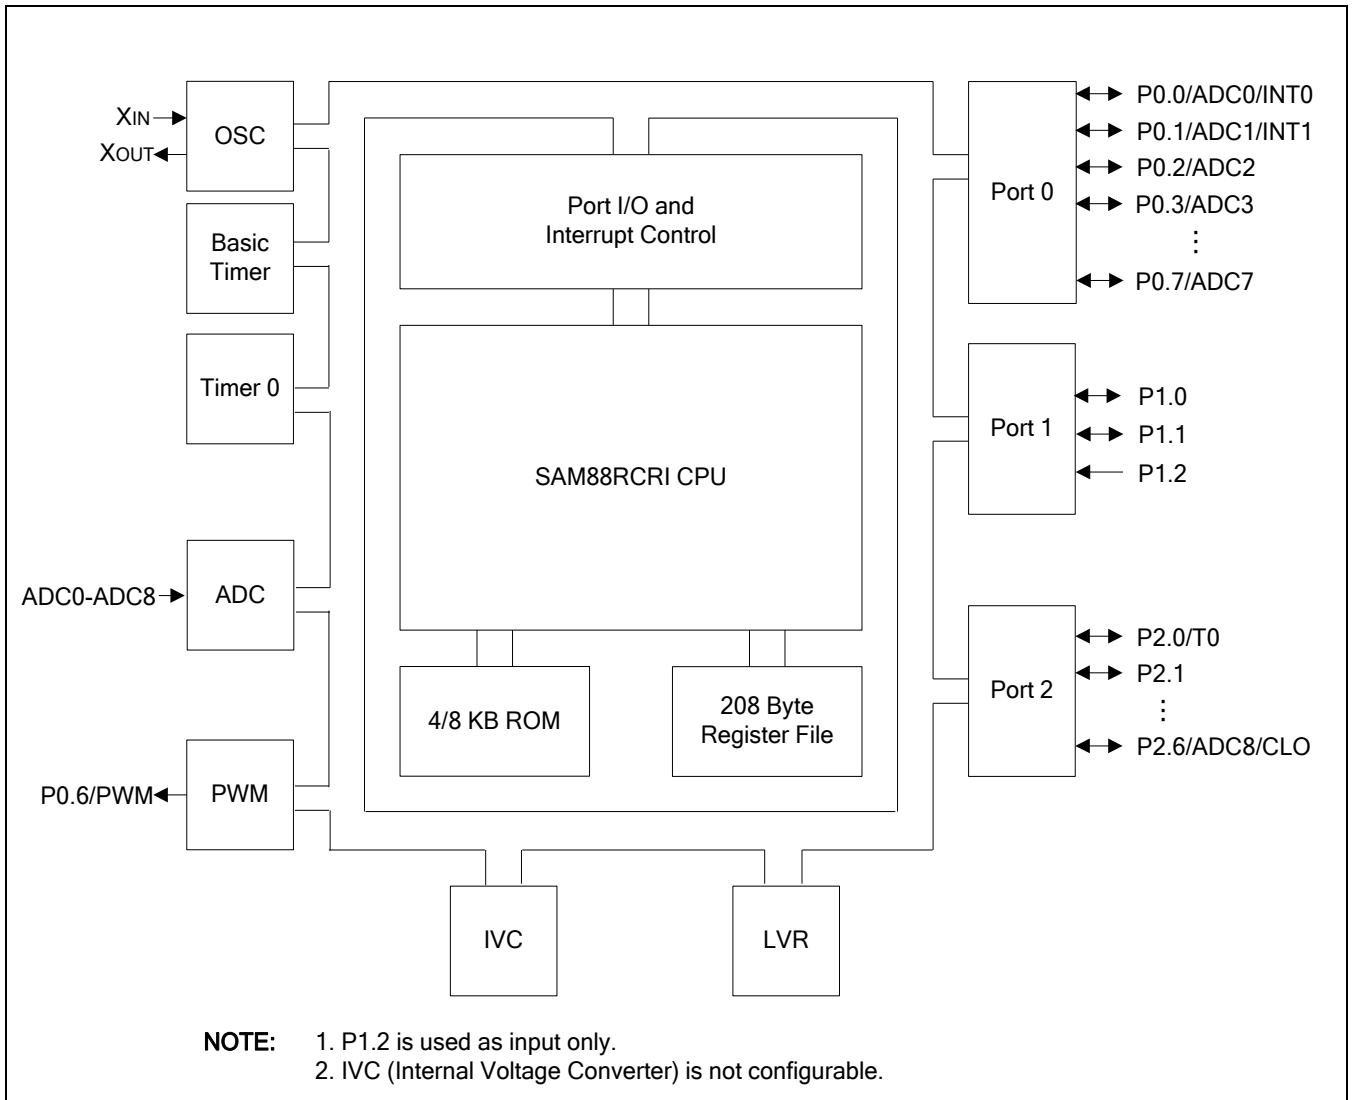 XIN
XOUT
OSC
Basic
Timer
Timer 0
ADC0-ADC8
ADC
P0.6/PWM
PWM
Port I/O and
Interrupt Control
SAM88RCRI CPU
4/8 KB ROM
208 Byte
Register File
IVC
LVR
Port 0
P0.0/ADC0/INT0
P0.1/ADC1/INT1
P0.2/ADC2
P0.3/ADC3
⋮
P0.7/ADC7
Port 1
P1.0
P1.1
P1.2
Port 2
P2.0/T0
P2.1
⋮
P2.6/ADC8/CLO
NOTE: 1. P1.2 is used as input only.
2. IVC (Internal Voltage Converter) is not configurable.